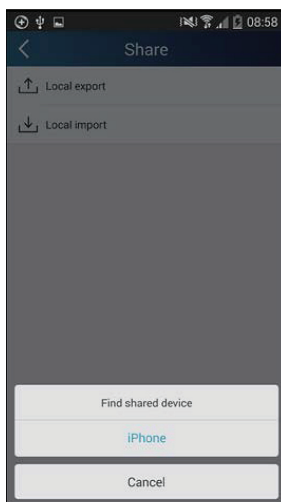 08:58
Share
Local export
Local import
Find shared device
iPhone
Cancel